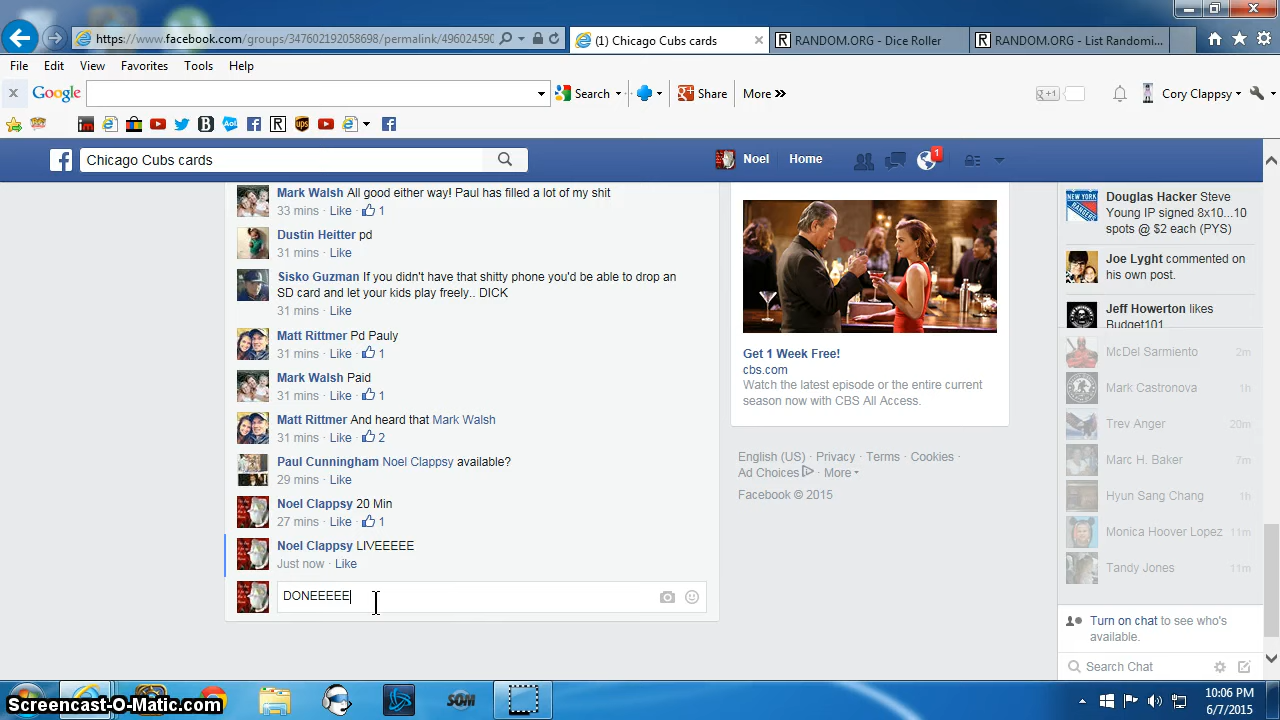 https://www.facebook.com/groups/347602192058698/permalink/49602459
(1) Chicago Cubs cards
RANDOM.ORG - Dice Roller
RANDOM.ORG - List Randomi...
File Edit View Favorites Tools Help
Google
Search
Share
More »
+1
Cory Clappsy
Chicago Cubs cards
Noel
Home
1
Mark Walsh All good either way! Paul has filled a lot of my shit
33 mins · Like · 1
Dustin Heitter pd
31 mins · Like
Sisko Guzman If you didn't have that shitty phone you'd be able to drop an
SD card and let your kids play freely.. DICK
31 mins · Like
Matt Rittmer Pd Pauly
31 mins · Like · 1
Mark Walsh Paid
31 mins · Like · 1
Matt Rittmer And heard that Mark Walsh
31 mins · Like · 2
Paul Cunningham Noel Clappsy available?
29 mins · Like
Noel Clappsy 20 Min
27 mins · Like · 1
Noel Clappsy LIVEEEEE
Just now · Like
DONEEEEE
Get 1 Week Free!
cbs.com
Watch the latest episode or the entire current
season now with CBS All Access.
English (US) · Privacy · Terms · Cookies ·
Ad Choices · More
Facebook © 2015
NEW YORK
RANGERS
Douglas Hacker Steve
Young IP signed 8x10...10
spots @ $2 each (PYS)
Joe Lyght commented on
his own post.
Jeff Howerton likes
Budget101
McDel Sarmiento 2m
Mark Castronova 1h
Trev Anger 20m
Marc H. Baker 7m
Hyun Sang Chang 1h
Monica Hoover Lopez 11m
Tandy Jones 11m
Turn on chat to see who's
available.
Search Chat
Screencast-O-Matic.com
SOM
10:06 PM
6/7/2015